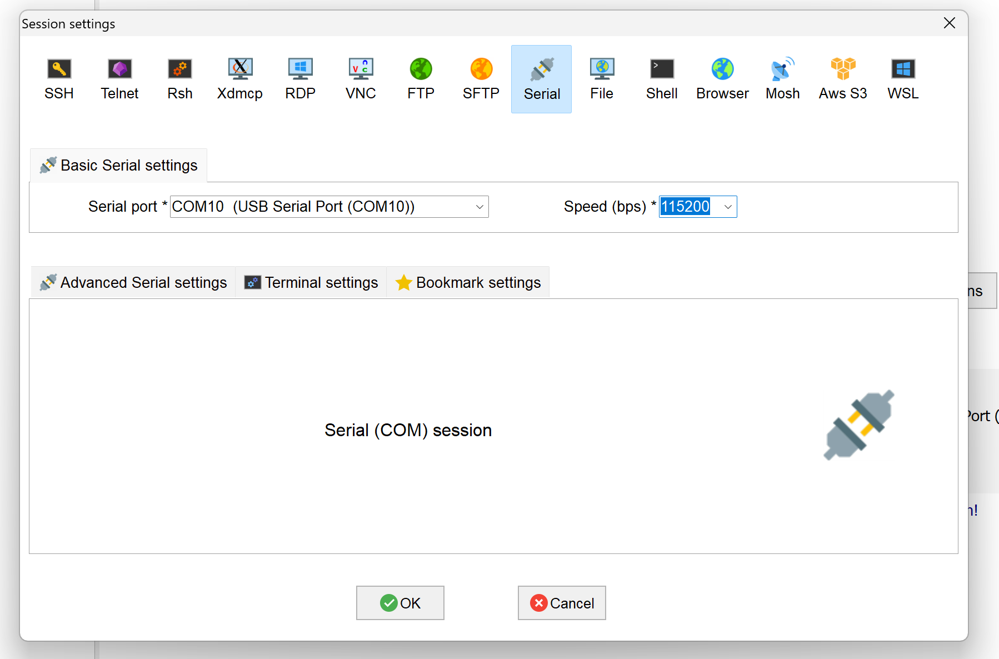 Session settings
SSH Telnet Rsh Xdmcp RDP VNC FTP SFTP Serial File Shell Browser Mosh Aws S3 WSL
Basic Serial settings
Serial port * COM10 (USB Serial Port (COM10)) Speed (bps) * 115200
Advanced Serial settings Terminal settings Bookmark settings
ns
Port (
Serial (COM) session
n!
OK Cancel